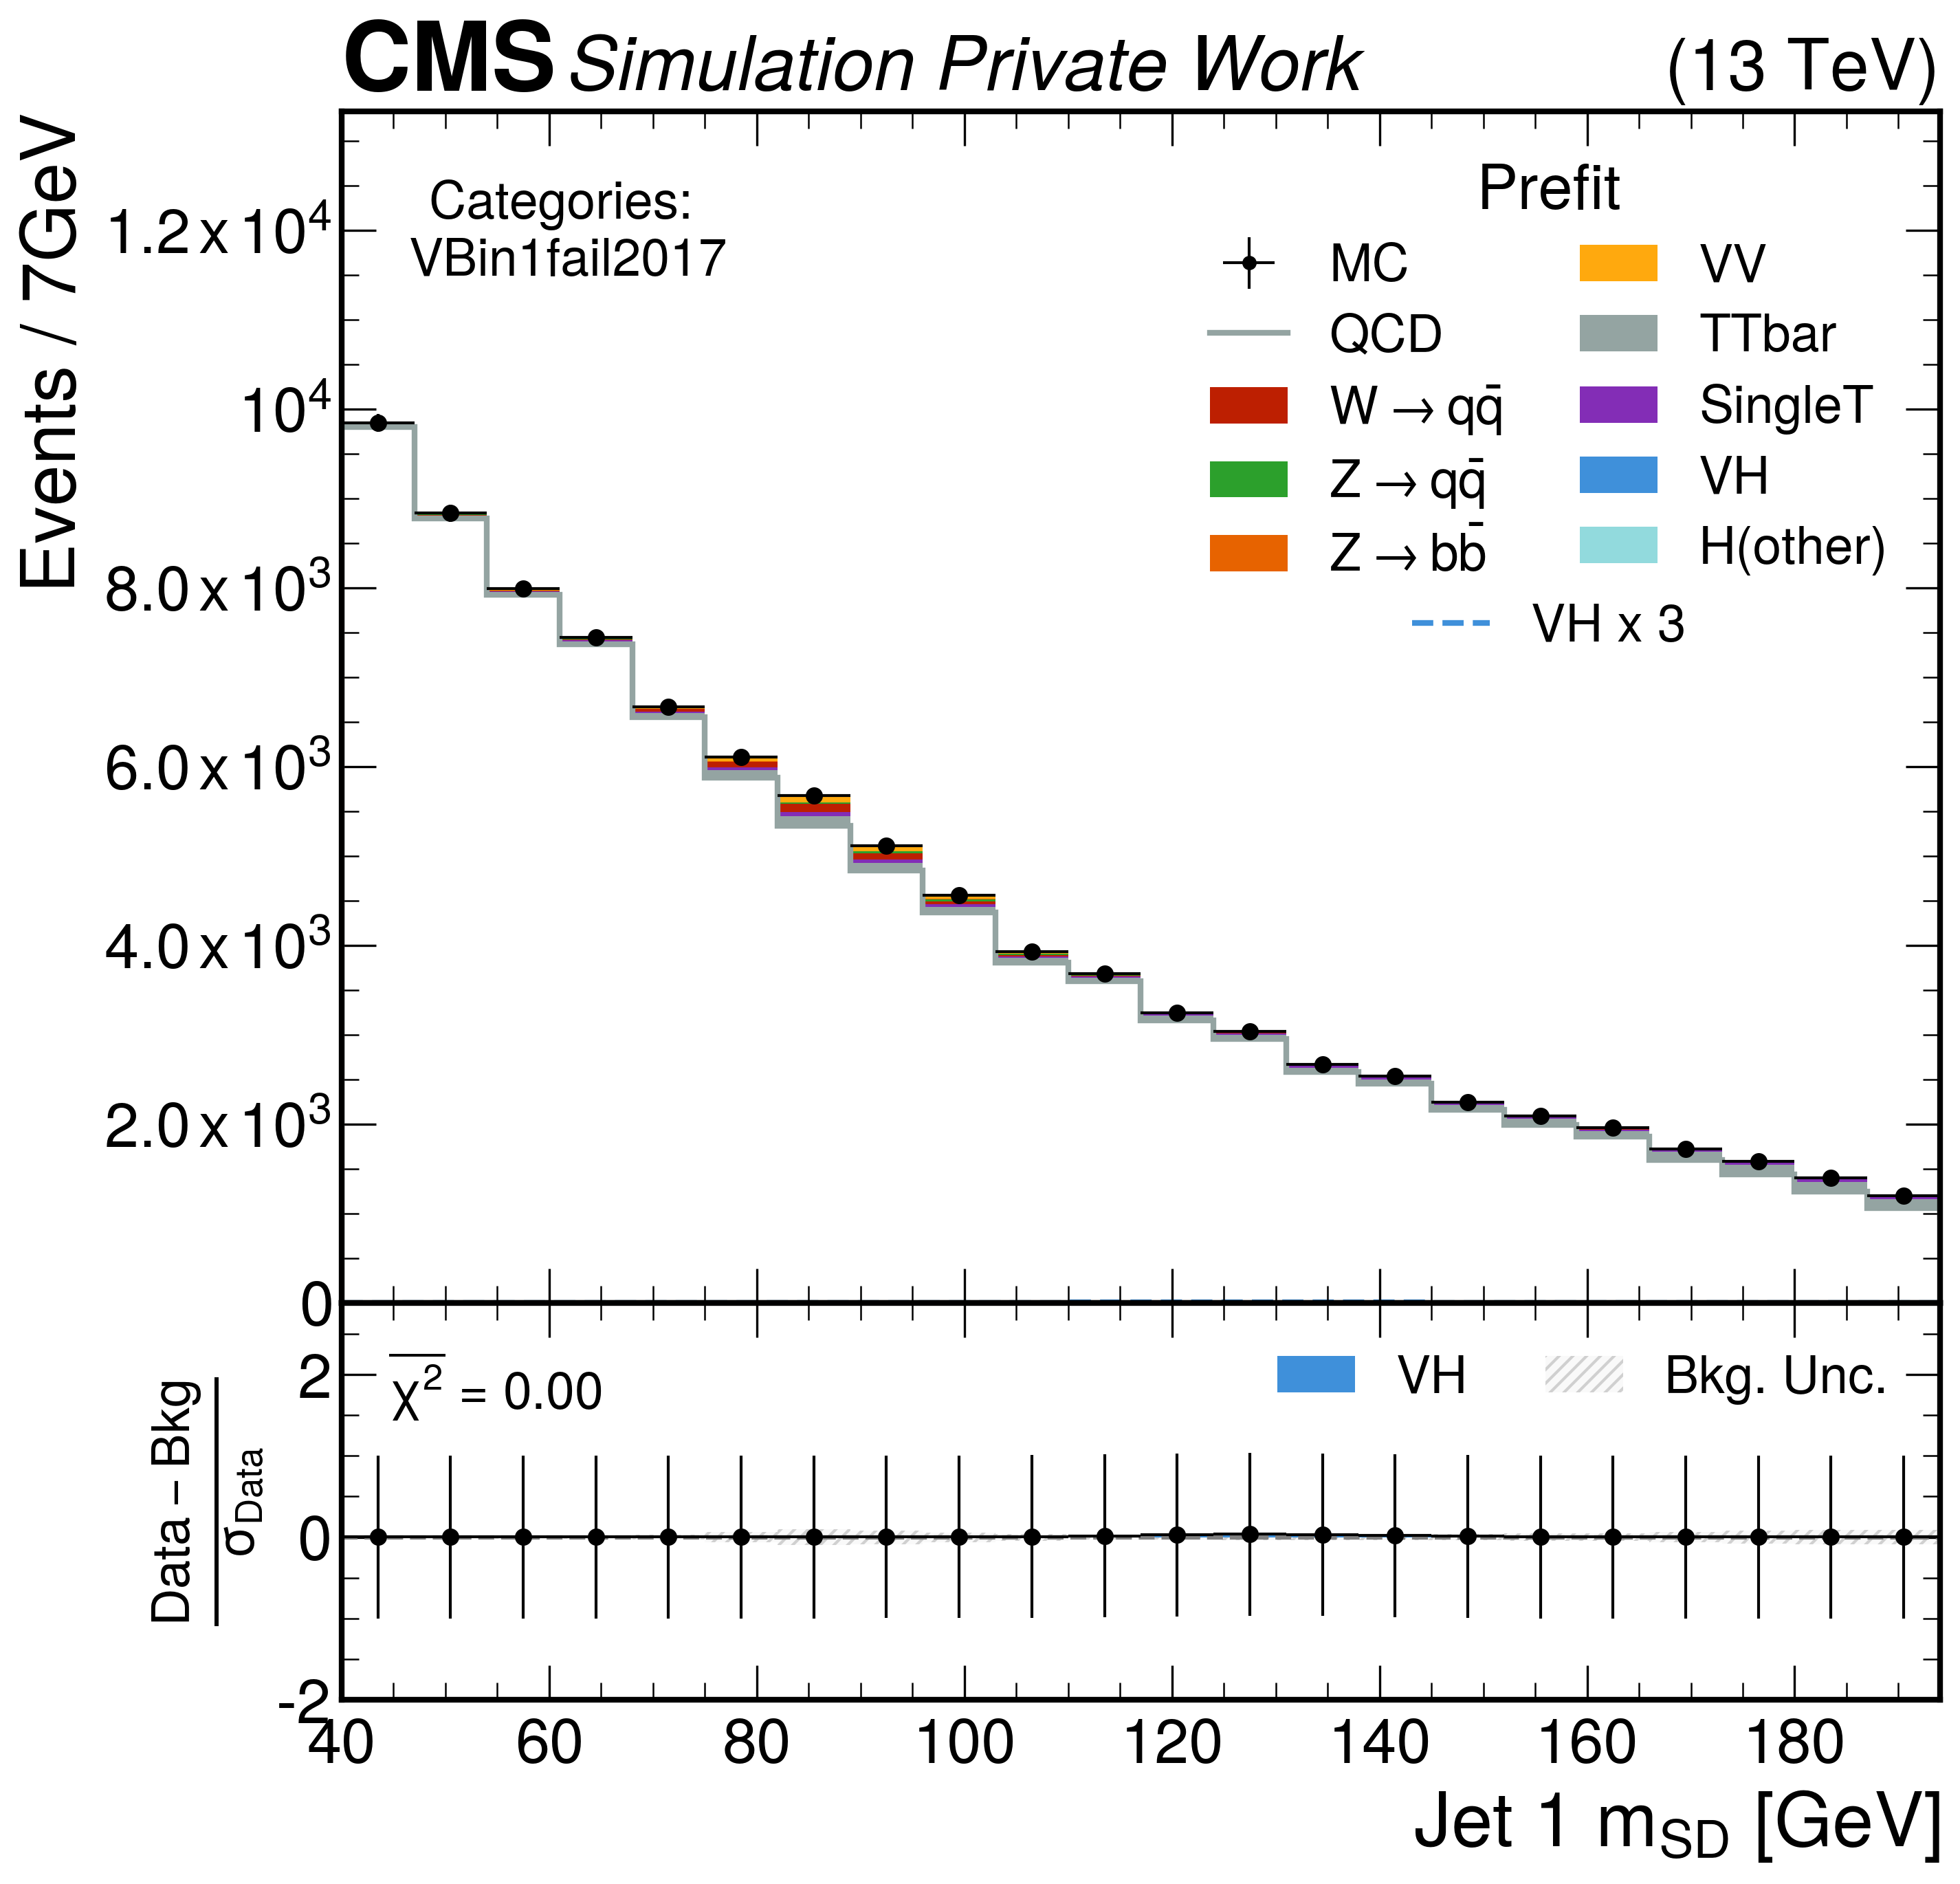 CMS Simulation Private Work (13 TeV)
Events / 7GeV
1.2 x 10⁴
10⁴
8.0 x 10³
6.0 x 10³
4.0 x 10³
2.0 x 10³
0
Categories:
VBin1fail2017
Prefit
MC
QCD
W → qq̄
Z → qq̄
Z → bb̄
VV
TTbar
SingleT
VH
H(other)
VH x 3
Data – Bkg
σ_Data
2
0
-2
χ² = 0.00
VH
Bkg. Unc.
40 60 80 100 120 140 160 180
Jet 1 m_SD [GeV]